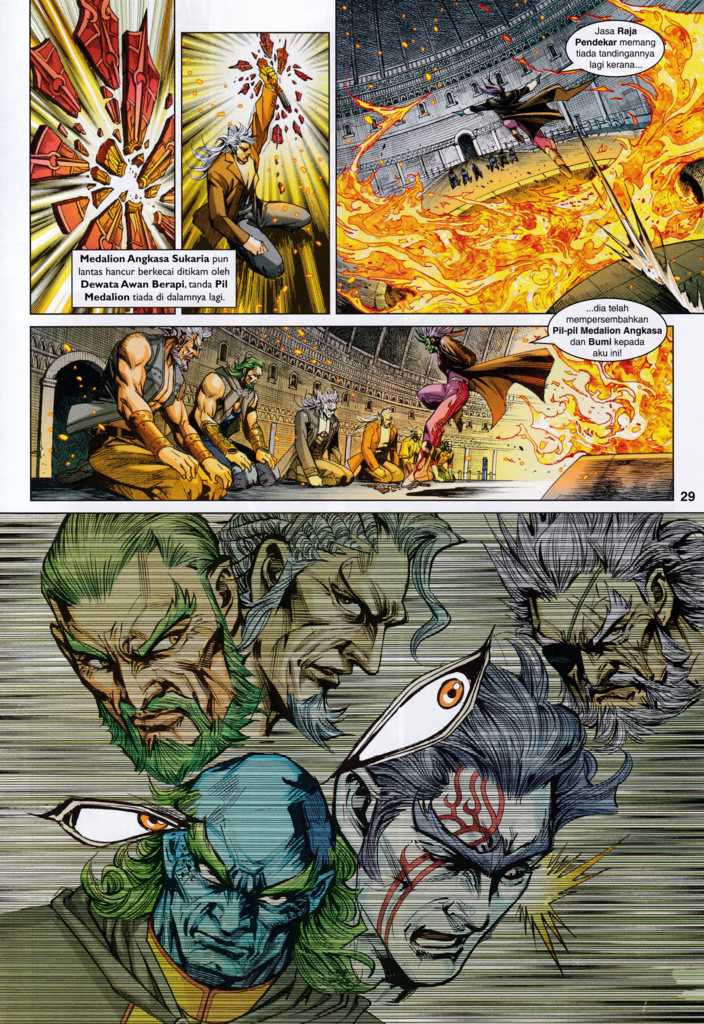 Medalion Angkasa Sukaria pun
lantas hancur berkecai ditikam oleh
Dewata Awan Berapi, tanda Pil
Medalion tiada di dalamnya lagi.
Jasa Raja
Pendekar memang
tiada tandingannya
lagi kerana...
...dia telah
mempersembahkan
Pil-pil Medalion Angkasa
dan Bumi kepada
aku ini!
29